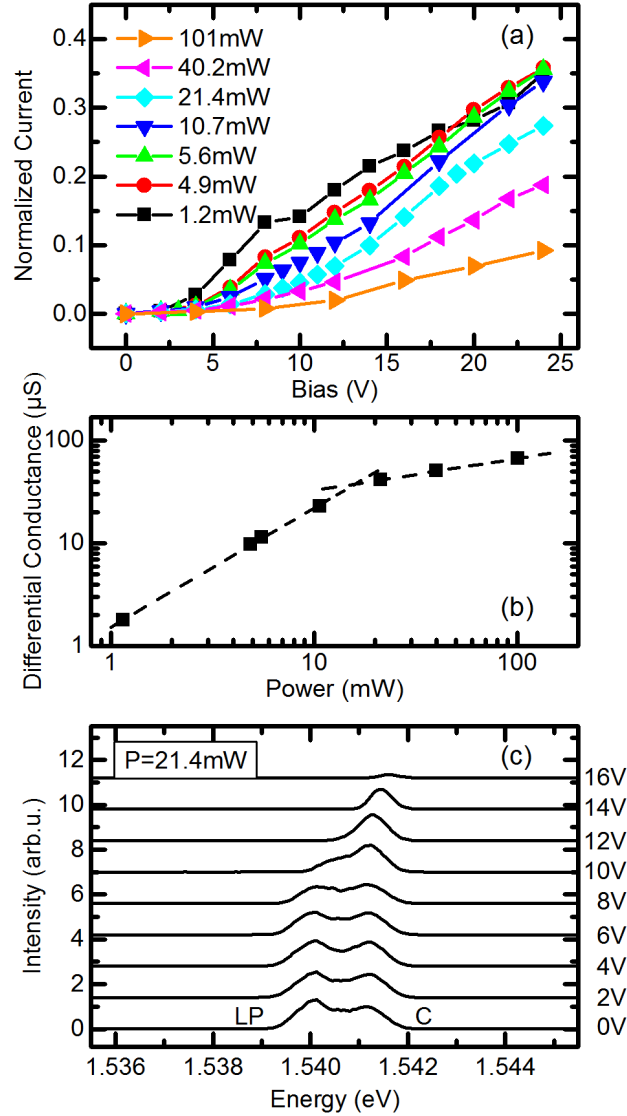 (a)
0.4
0.3
0.2
0.1
0.0
Normalized Current
101mW
40.2mW
21.4mW
10.7mW
5.6mW
4.9mW
1.2mW
0 5 10 15 20 25
Bias (V)
Differential Conductance (µS)
100
10
1
(b)
1 10 100
Power (mW)
P=21.4mW
(c)
12
10
8
6
4
2
0
Intensity (arb.u.)
16V
14V
12V
10V
8V
6V
4V
2V
0V
LP C
1.536 1.538 1.540 1.542 1.544
Energy (eV)